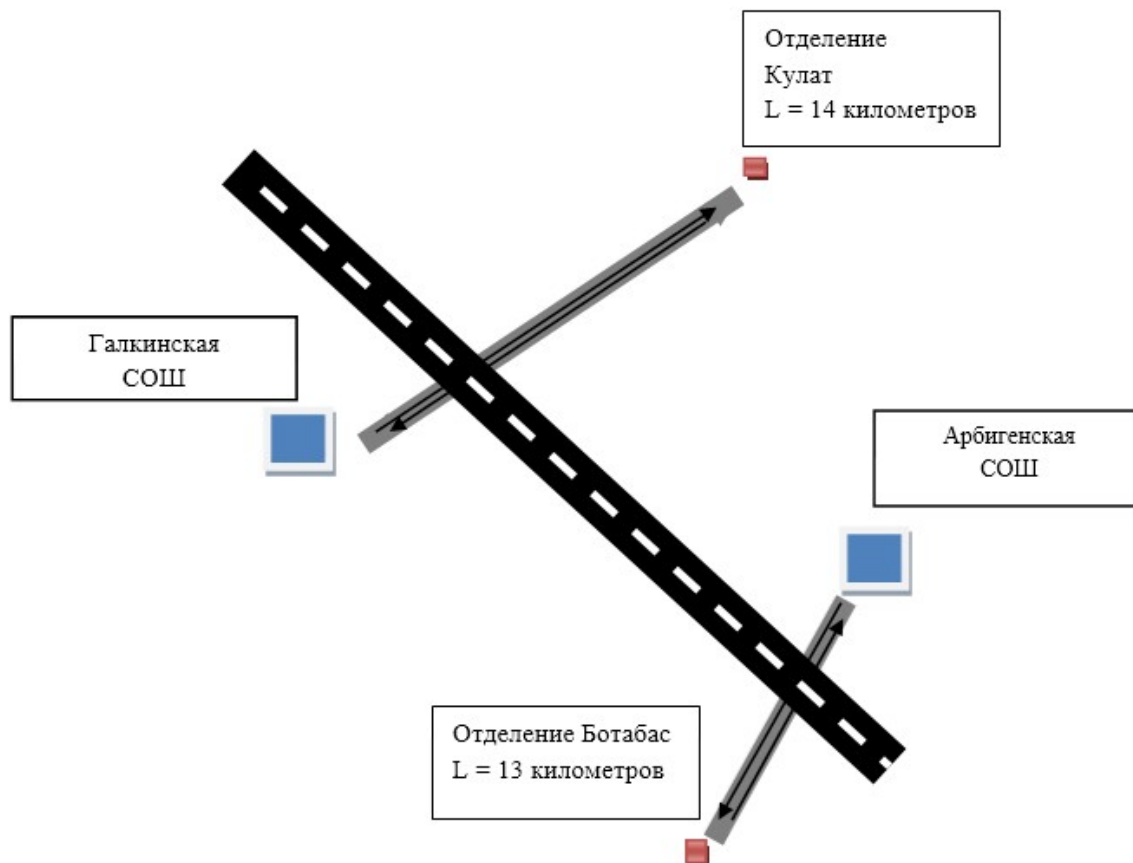 Отделение
Кулат
L = 14 километров
Галкинская
СОШ
Арбигенская
СОШ
Отделение Ботабас
L = 13 километров